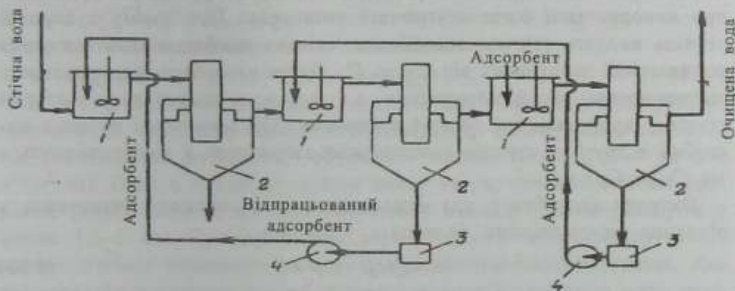 Стічна вода
1
2
Адсорбент
Відпрацьований
адсорбент
4
3
1
2
Адсорбент
1
2
Адсорбент
4
3
Очищена вода